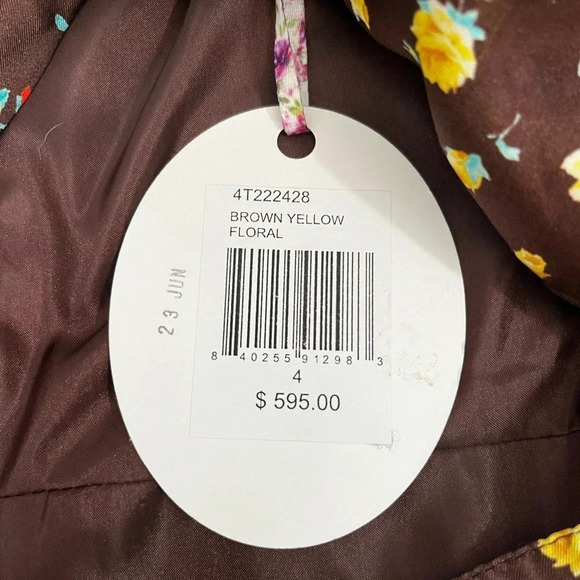 4T222428
BROWN YELLOW
FLORAL
23 JUN
8 40255 91298 3
4
$ 595.00